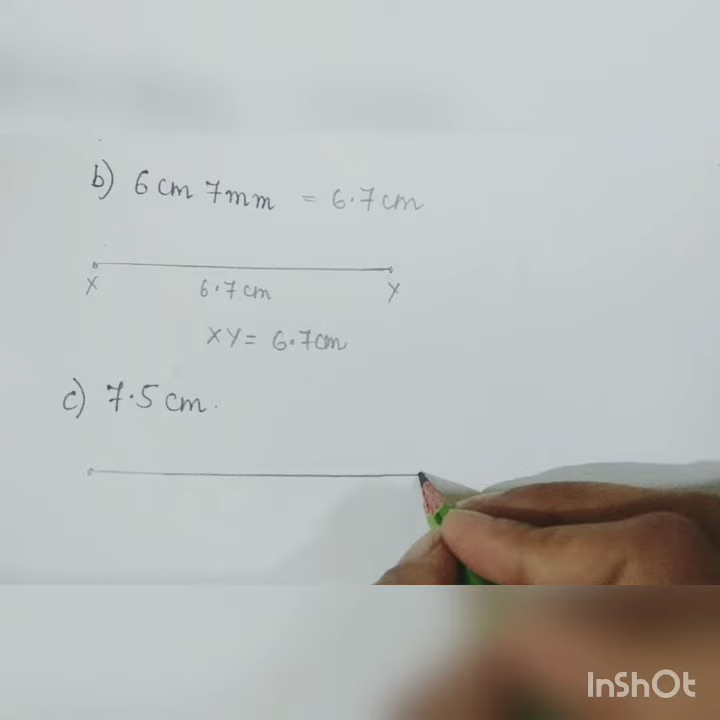 b) 6 cm 7mm = 6.7 cm
X 6.7 cm Y
XY = 6.7cm
c) 7.5 cm.
InShOt